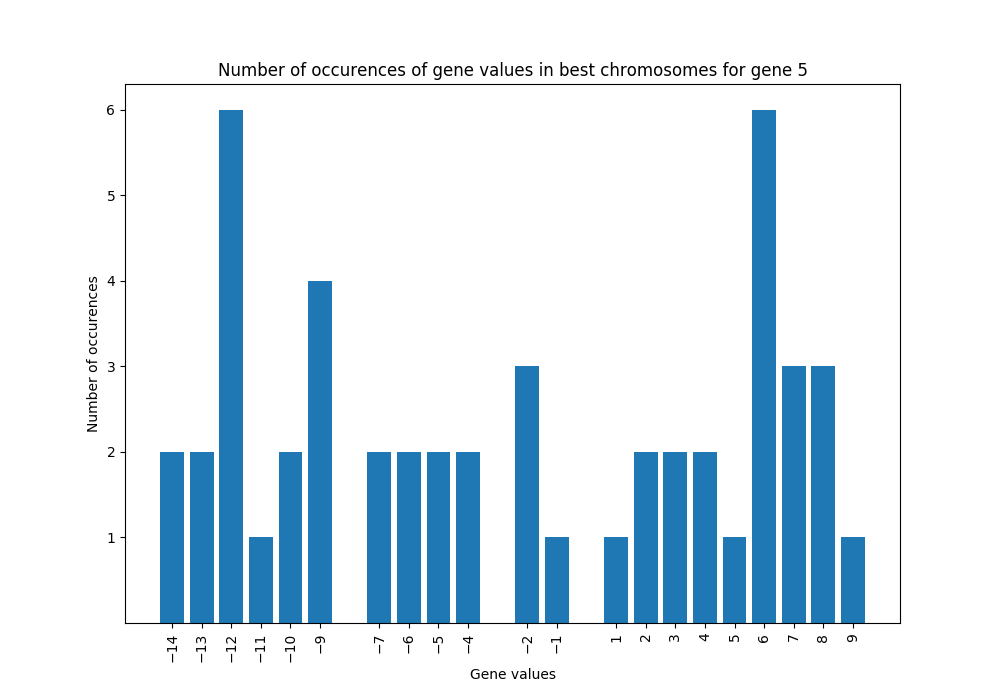 Number of occurences of gene values in best chromosomes for gene 5
6
5
4
3
2
1
Number of occurences
−14 −13 −12 −11 −10 −9 −7 −6 −5 −4 −2 −1 1 2 3 4 5 6 7 8 9
Gene values